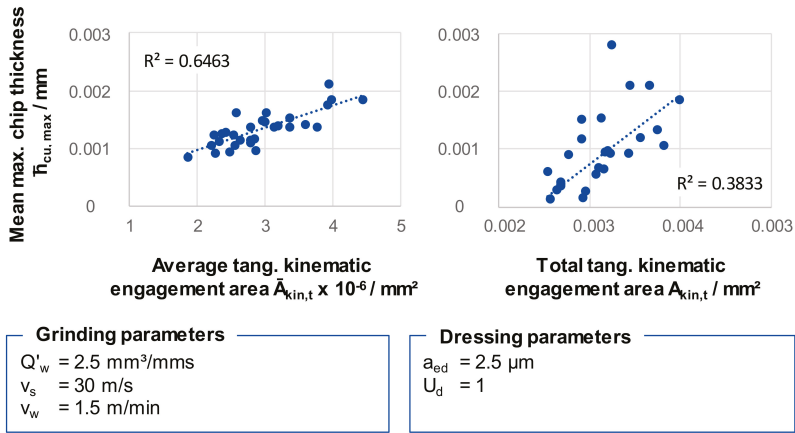 Mean max. chip thickness
h̄cu. max / mm
0.003
0.002
0.001
0
R² = 0.6463
1 2 3 4 5
Average tang. kinematic
engagement area Ākin,t x 10⁻⁶ / mm²
0.003
0.002
0.001
0
R² = 0.3833
0.002 0.003 0.004 0.003
Total tang. kinematic
engagement area Akin,t / mm²
Grinding parameters
Q'w = 2.5 mm³/mms
vs = 30 m/s
vw = 1.5 m/min
Dressing parameters
aed = 2.5 µm
Ud = 1